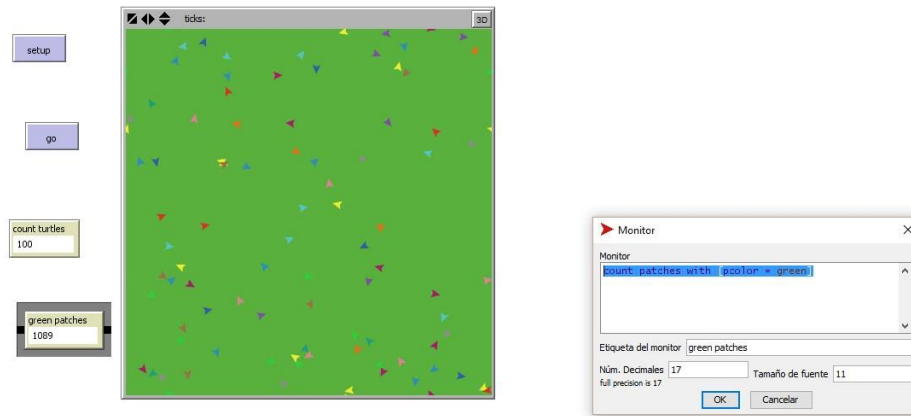 ticks:
3D
setup
go
count turtles
100
green patches
1089
Monitor
Monitor
count patches with [pcolor = green]
Etiqueta del monitor green patches
Núm. Decimales 17
full precision is 17
Tamaño de fuente 11
OK
Cancelar